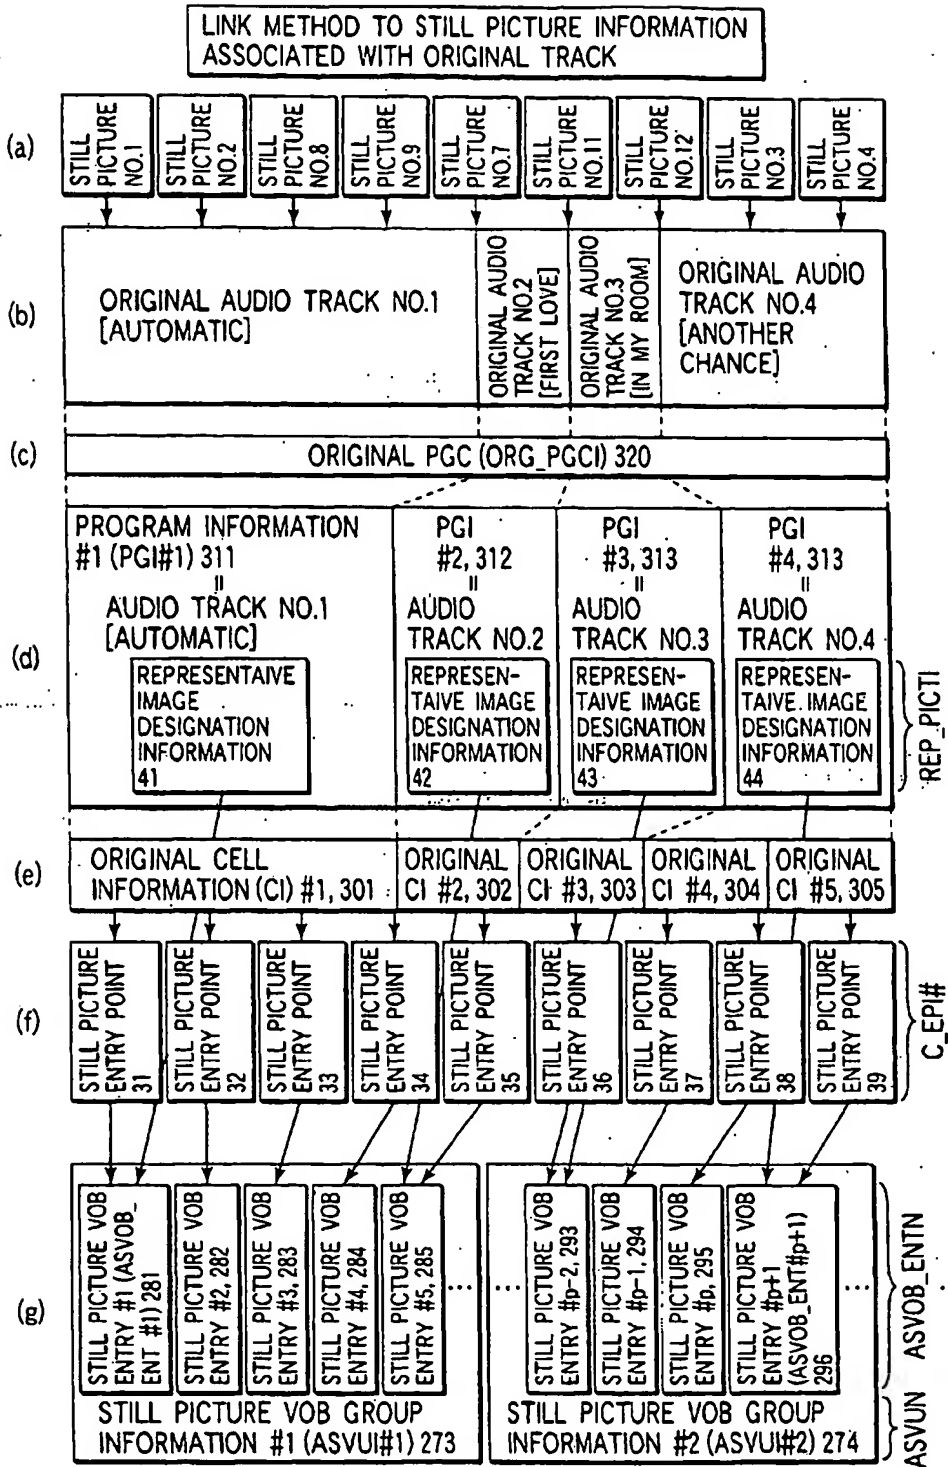 LINK METHOD TO STILL PICTURE INFORMATION
ASSOCIATED WITH ORIGINAL TRACK
(a)
STILL
PICTURE
NO.1
STILL
PICTURE
NO.2
STILL
PICTURE
NO.8
STILL
PICTURE
NO.9
STILL
PICTURE
NO.7
STILL
PICTURE
NO.11
STILL
PICTURE
NO.12
STILL
PICTURE
NO.3
STILL
PICTURE
NO.4
(b)
ORIGINAL AUDIO TRACK NO.1
[AUTOMATIC]
ORIGINAL AUDIO
TRACK NO.2
[FIRST LOVE]
ORIGINAL AUDIO
TRACK NO.3
[IN MY ROOM]
ORIGINAL AUDIO
TRACK NO.4
[ANOTHER
CHANCE]
(c)
ORIGINAL PGC (ORG_PGCI) 320
(d)
PROGRAM INFORMATION
#1 (PGI#1) 311
=
AUDIO TRACK NO.1
[AUTOMATIC]
REPRESENTAIVE
IMAGE
DESIGNATION
INFORMATION
41
PGI
#2, 312
=
AUDIO
TRACK NO.2
REPRESEN-
TAIVE IMAGE
DESIGNATION
INFORMATION
42
PGI
#3, 313
=
AUDIO
TRACK NO.3
REPRESEN-
TAIVE IMAGE
DESIGNATION
INFORMATION
43
PGI
#4, 313
=
AUDIO
TRACK NO.4
REPRESEN-
TAIVE IMAGE
DESIGNATION
INFORMATION
44
REP_PICTI
(e)
ORIGINAL CELL
INFORMATION (CI) #1, 301
ORIGINAL
CI #2, 302
ORIGINAL
CI #3, 303
ORIGINAL
CI #4, 304
ORIGINAL
CI #5, 305
(f)
STILL PICTURE
ENTRY POINT
31
STILL PICTURE
ENTRY POINT
32
STILL PICTURE
ENTRY POINT
33
STILL PICTURE
ENTRY POINT
34
STILL PICTURE
ENTRY POINT
35
STILL PICTURE
ENTRY POINT
36
STILL PICTURE
ENTRY POINT
37
STILL PICTURE
ENTRY POINT
38
STILL PICTURE
ENTRY POINT
39
C_EPI#
(g)
STILL PICTURE VOB
ENTRY #1 (ASVOB_
ENT #1) 281
STILL PICTURE VOB
ENTRY #2, 282
STILL PICTURE VOB
ENTRY #3, 283
STILL PICTURE VOB
ENTRY #4, 284
STILL PICTURE VOB
ENTRY #5, 285
STILL PICTURE VOB
ENTRY #p-2, 293
STILL PICTURE VOB
ENTRY #p-1, 294
STILL PICTURE VOB
ENTRY #p, 295
STILL PICTURE VOB
ENTRY #p+1
(ASVOB_ENT#p+1)
296
ASVOB_ENTN
STILL PICTURE VOB GROUP
INFORMATION #1 (ASVUI#1) 273
STILL PICTURE VOB GROUP
INFORMATION #2 (ASVUI#2) 274
ASVUN